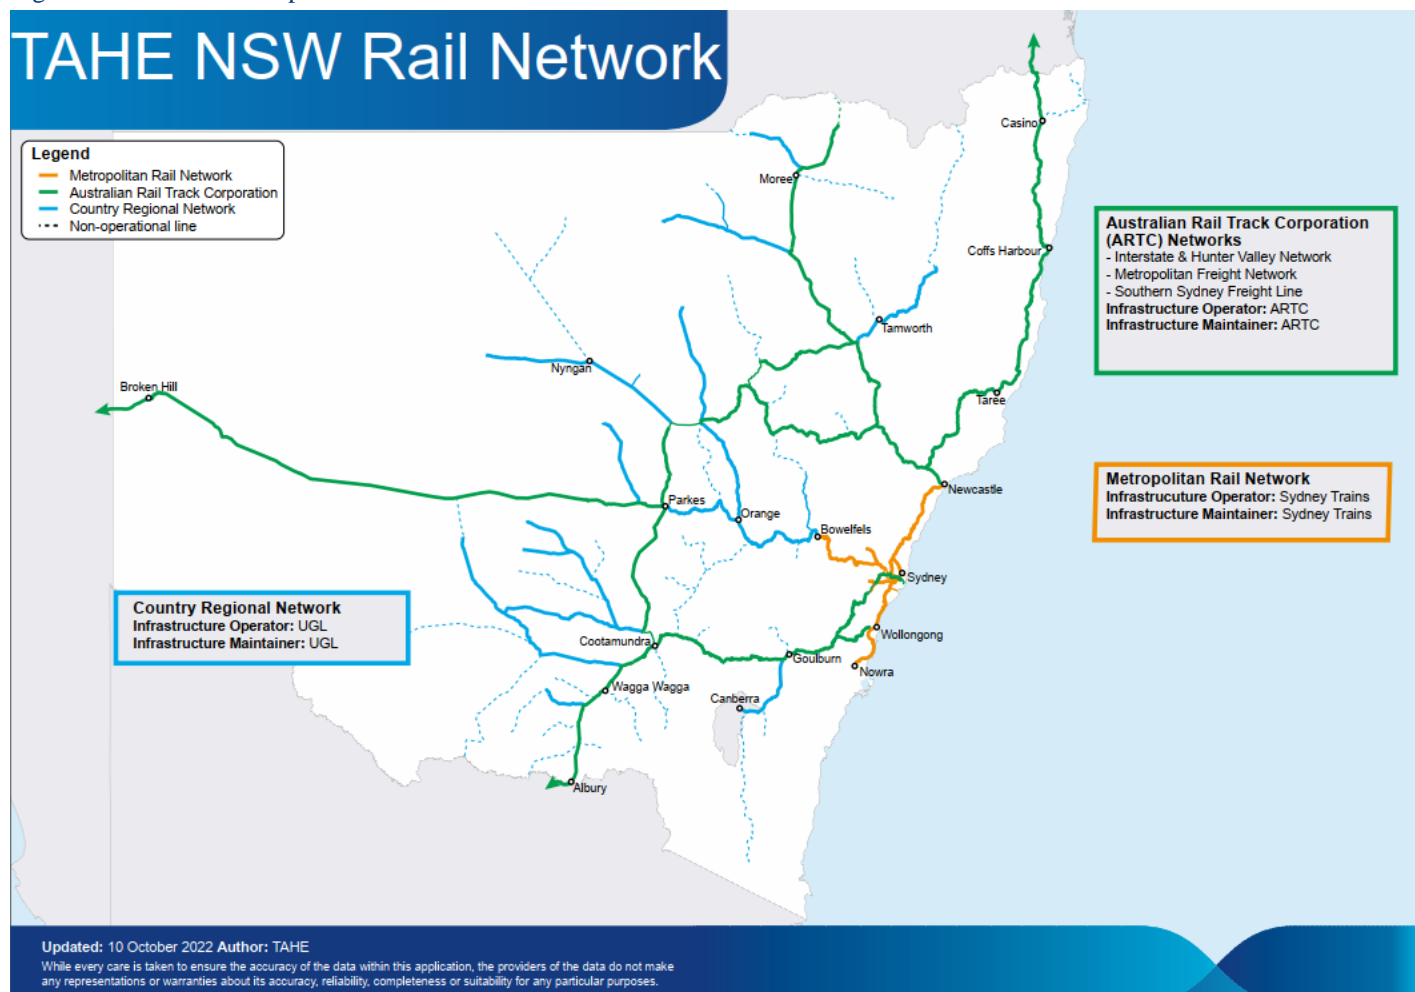 TAHE NSW Rail Network
Legend
Metropolitan Rail Network
Australian Rail Track Corporation
Country Regional Network
Non-operational line
Casino
Moree
Coffs Harbour
Tamworth
Nyngan
Broken Hill
Taree
Newcastle
Parkes
Orange
Bowelfels
Sydney
Wollongong
Cootamundra
Goulburn
Nowra
Wagga Wagga
Canberra
Albury
Australian Rail Track Corporation
(ARTC) Networks
- Interstate & Hunter Valley Network
- Metropolitan Freight Network
- Southern Sydney Freight Line
Infrastructure Operator: ARTC
Infrastructure Maintainer: ARTC
Metropolitan Rail Network
Infrastrucuture Operator: Sydney Trains
Infrastructure Maintainer: Sydney Trains
Country Regional Network
Infrastructure Operator: UGL
Infrastructure Maintainer: UGL
Updated: 10 October 2022 Author: TAHE
While every care is taken to ensure the accuracy of the data within this application, the providers of the data do not make
any representations or warranties about its accuracy, reliability, completeness or suitability for any particular purposes.